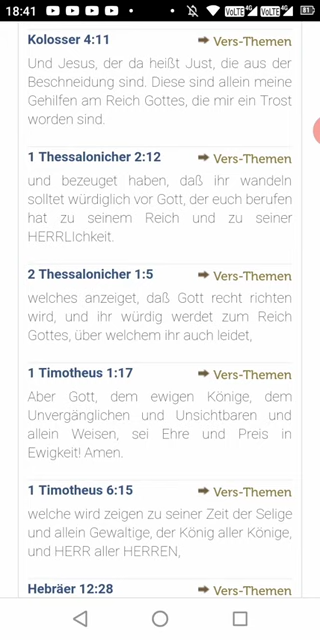 18:41 VoLTE 4G VoLTE 4G 81
Kolosser 4:11 Vers-Themen
Und Jesus, der da heißt Just, die aus der
Beschneidung sind. Diese sind allein meine
Gehilfen am Reich Gottes, die mir ein Trost
worden sind.
1 Thessalonicher 2:12 Vers-Themen
und bezeuget haben, daß ihr wandeln
solltet würdiglich vor Gott, der euch berufen
hat zu seinem Reich und zu seiner
HERRLIchkeit.
2 Thessalonicher 1:5 Vers-Themen
welches anzeiget, daß Gott recht richten
wird, und ihr würdig werdet zum Reich
Gottes, über welchem ihr auch leidet,
1 Timotheus 1:17 Vers-Themen
Aber Gott, dem ewigen Könige, dem
Unvergänglichen und Unsichtbaren und
allein Weisen, sei Ehre und Preis in
Ewigkeit! Amen.
1 Timotheus 6:15 Vers-Themen
welche wird zeigen zu seiner Zeit der Selige
und allein Gewaltige, der König aller Könige,
und HERR aller HERREN,
Hebräer 12:28 Vers-Themen